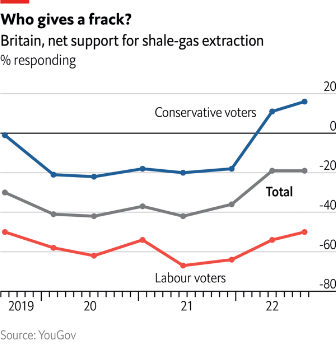 Who gives a frack?
Britain, net support for shale-gas extraction
% responding
20
Conservative voters
0
-20
Total
-40
-60
Labour voters
-80
2019 20 21 22
Source: YouGov